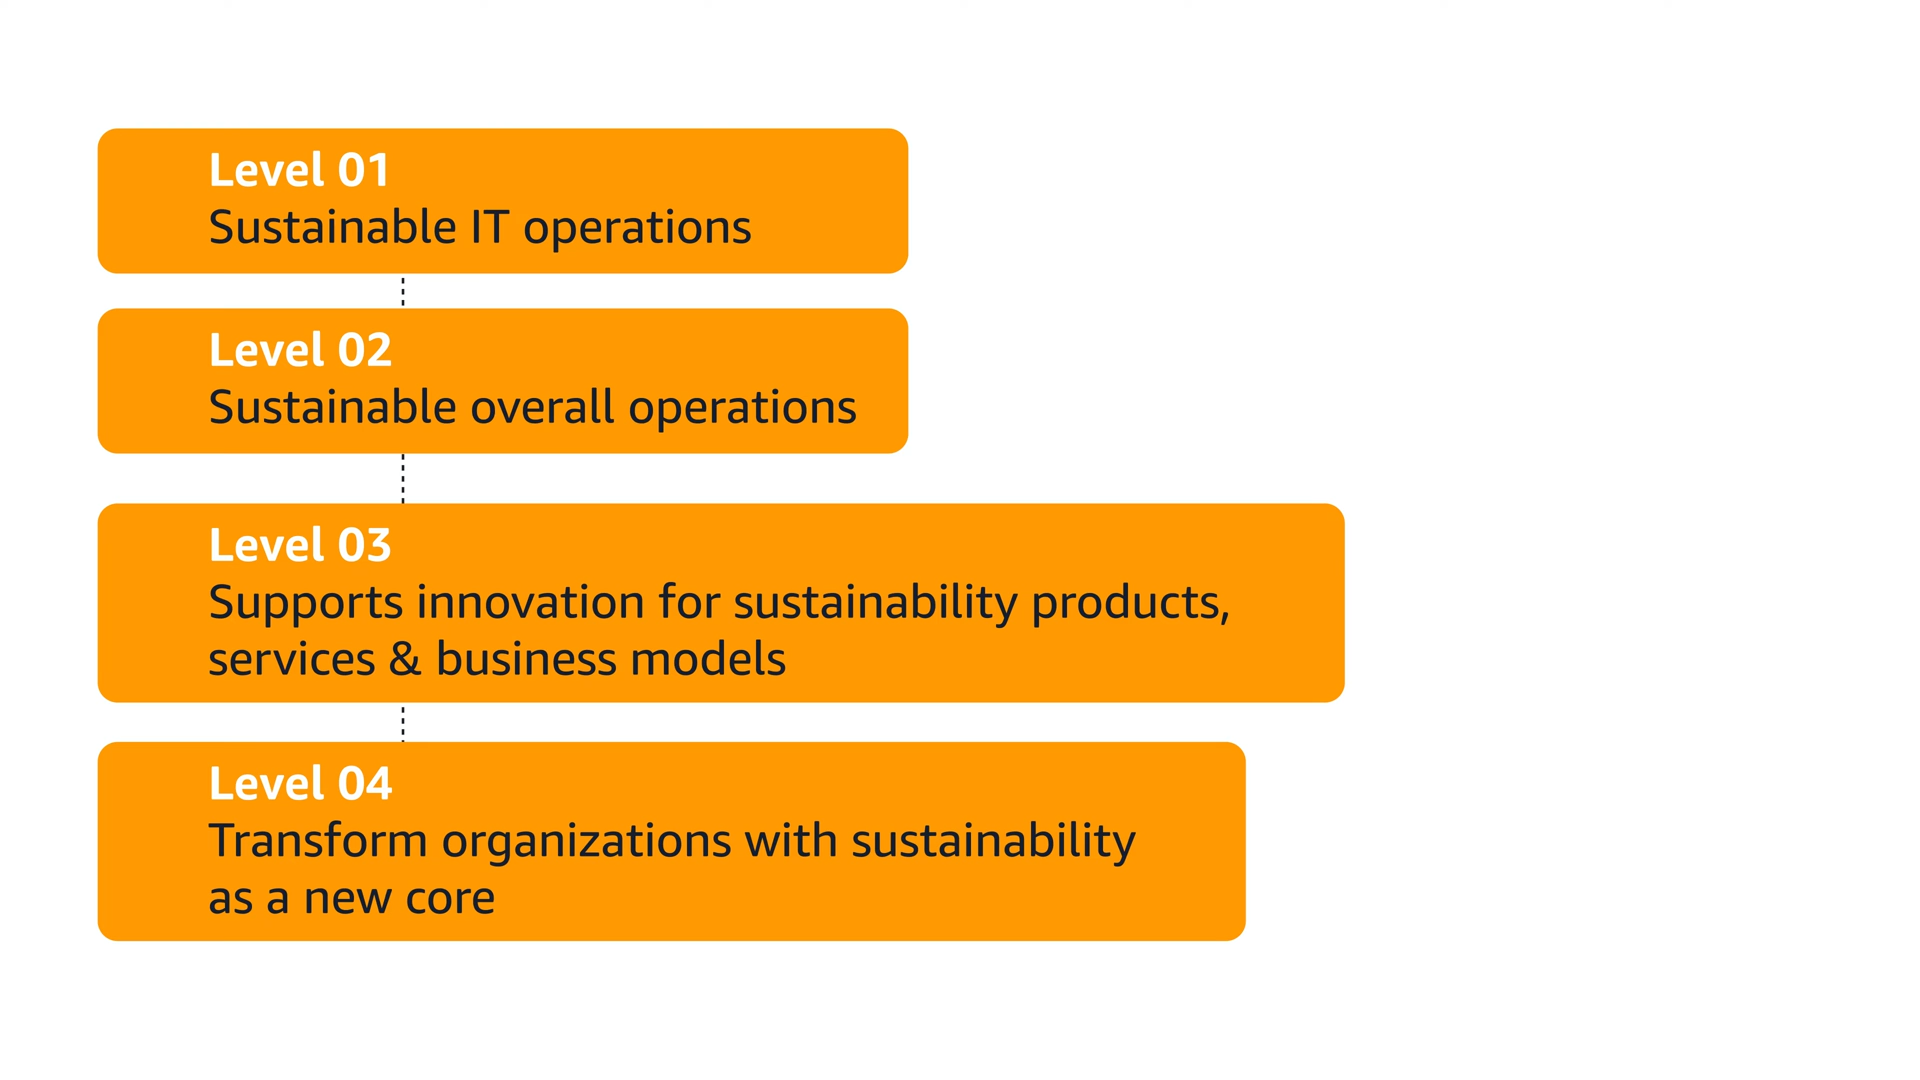 Level 01
Sustainable IT operations
Level 02
Sustainable overall operations
Level 03
Supports innovation for sustainability products,
services & business models
Level 04
Transform organizations with sustainability
as a new core